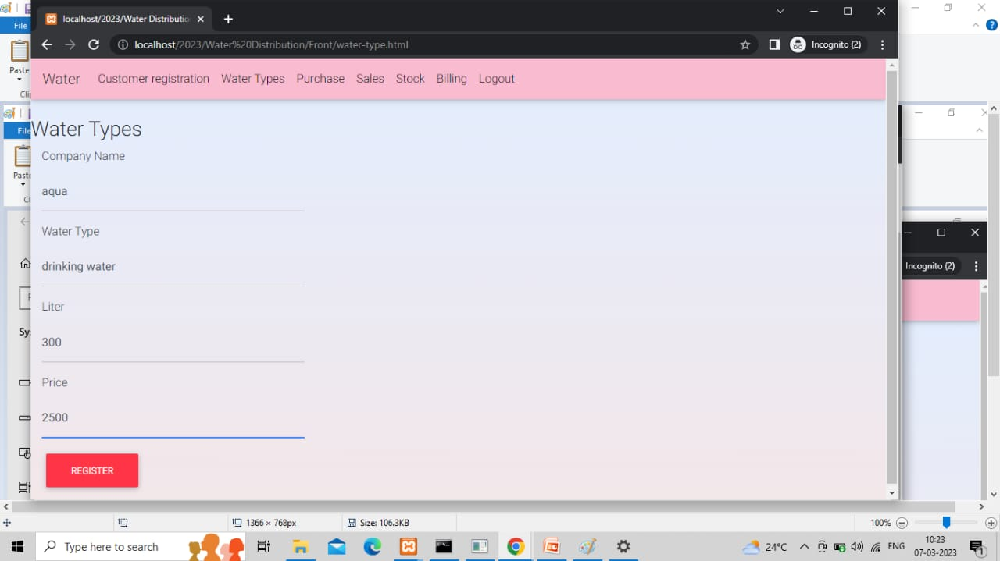 File
localhost/2023/Water Distributio
localhost/2023/Water%20Distribution/Front/water-type.html
Incognito (2)
Paste
Water Customer registration Water Types Purchase Sales Stock Billing Logout
File
Water Types
Company Name
Paste
aqua
Water Type
drinking water
Incognito (2)
Liter
300
Price
2500
REGISTER
1366 × 768px Size: 106.3KB 100%
Type here to search
24°C ENG 10:23
07-03-2023